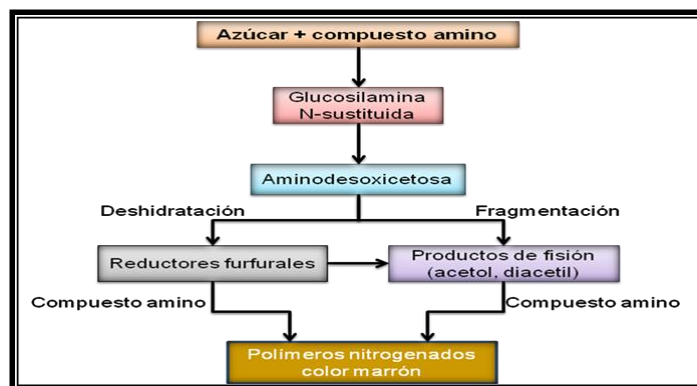 Azúcar + compuesto amino
Glucosilamina
N-sustituida
Aminodesoxicetosa
Deshidratación
Fragmentación
Reductores furfurales
Productos de fisión
(acetol, diacetil)
Compuesto amino
Compuesto amino
Polímeros nitrogenados
color marrón